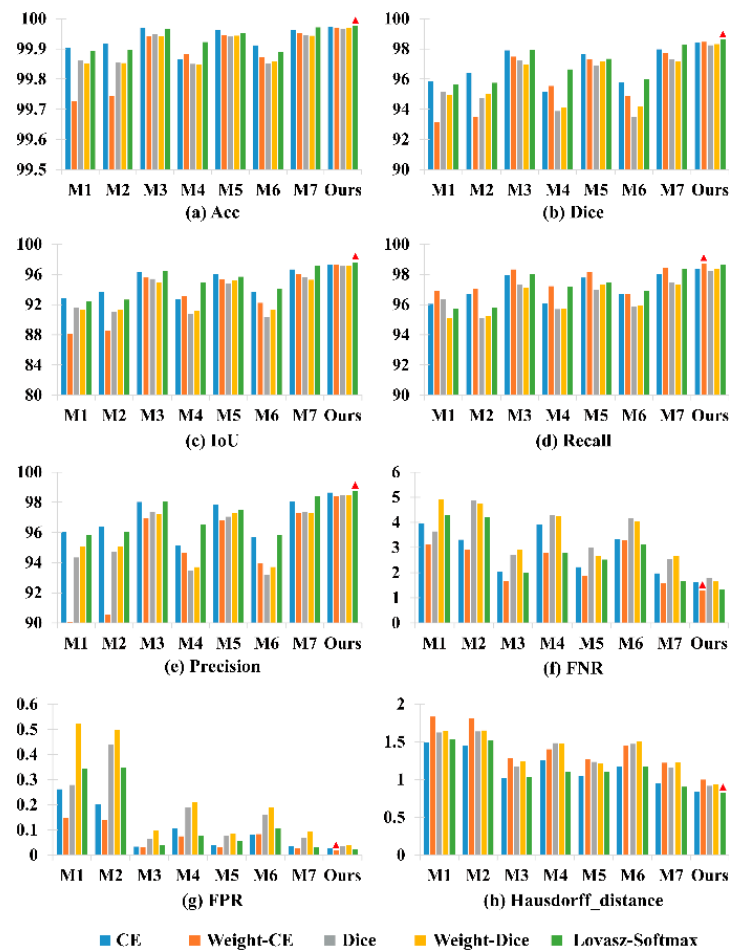 100
99.9
99.8
99.7
99.6
99.5
M1 M2 M3 M4 M5 M6 M7 Ours
(a) Acc
100
98
96
94
92
90
M1 M2 M3 M4 M5 M6 M7 Ours
(b) Dice
100
96
92
88
84
80
M1 M2 M3 M4 M5 M6 M7 Ours
(c) IoU
100
98
96
94
92
90
M1 M2 M3 M4 M5 M6 M7 Ours
(d) Recall
100
98
96
94
92
90
M1 M2 M3 M4 M5 M6 M7 Ours
(e) Precision
6
5
4
3
2
1
0
M1 M2 M3 M4 M5 M6 M7 Ours
(f) FNR
0.6
0.5
0.4
0.3
0.2
0.1
0
M1 M2 M3 M4 M5 M6 M7 Ours
(g) FPR
2
1.5
1
0.5
0
M1 M2 M3 M4 M5 M6 M7 Ours
(h) Hausdorff_distance
CE Weight-CE Dice Weight-Dice Lovasz-Softmax